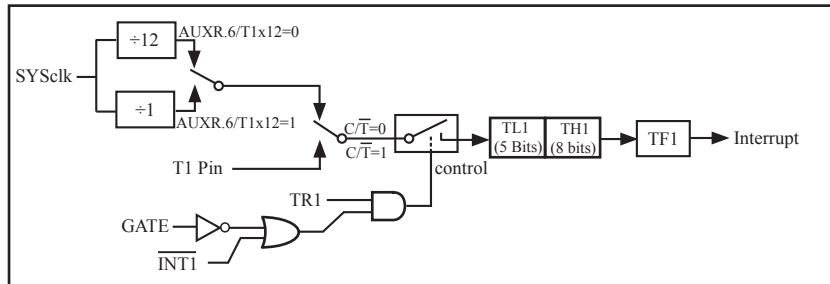 AUXR.6/T1x12=0
÷12
SYSclk
÷1
AUXR.6/T1x12=1
C/T̅=0
C/T̅=1
T1 Pin
control
TL1
(5 Bits)
TH1
(8 bits)
TF1
Interrupt
TR1
GATE
I̅N̅T̅1̅